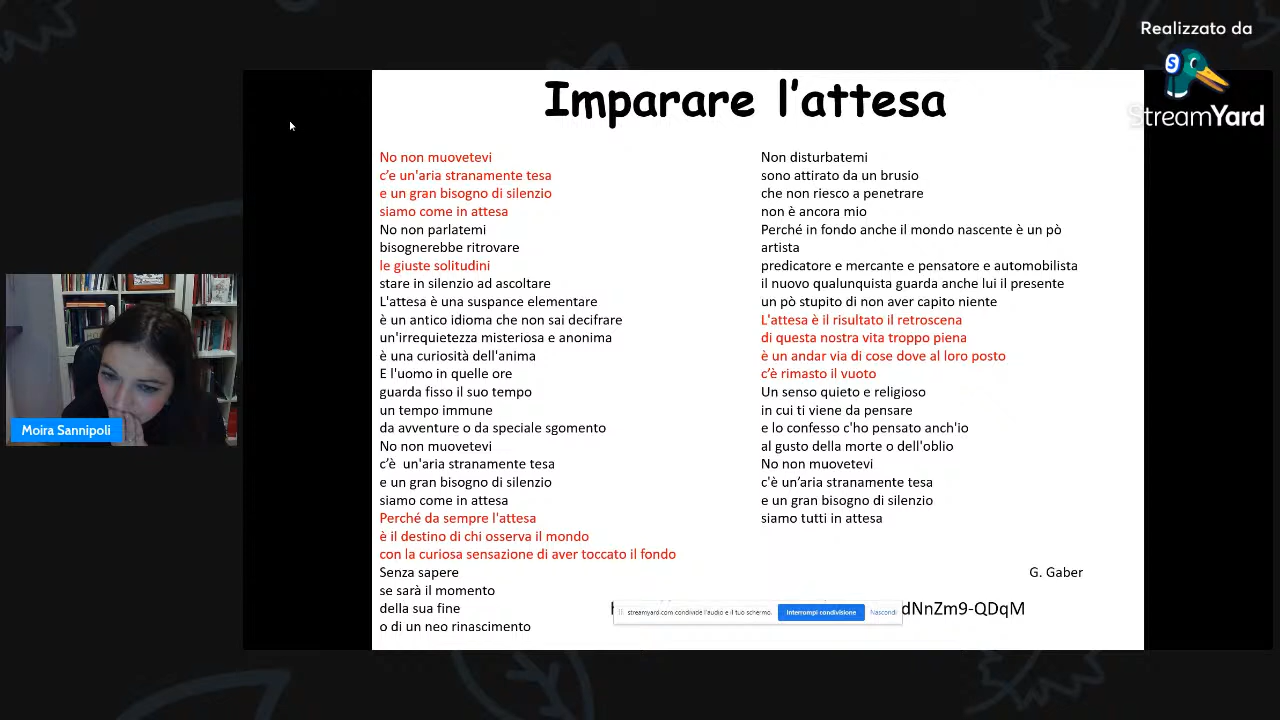 Realizzato da
StreamYard
Imparare l'attesa
No non muovetevi
c'e un'aria stranamente tesa
e un gran bisogno di silenzio
siamo come in attesa
No non parlatemi
bisognerebbe ritrovare
le giuste solitudini
stare in silenzio ad ascoltare
L'attesa è una suspance elementare
è un antico idioma che non sai decifrare
un'irrequietezza misteriosa e anonima
è una curiosità dell'anima
E l'uomo in quelle ore
guarda fisso il suo tempo
un tempo immune
da avventure o da speciale sgomento
No non muovetevi
c'è un'aria stranamente tesa
e un gran bisogno di silenzio
siamo come in attesa
Perché da sempre l'attesa
è il destino di chi osserva il mondo
con la curiosa sensazione di aver toccato il fondo
Senza sapere
se sarà il momento
della sua fine
o di un neo rinascimento
Non disturbatemi
sono attirato da un brusio
che non riesco a penetrare
non è ancora mio
Perché in fondo anche il mondo nascente è un pò
artista
predicatore e mercante e pensatore e automobilista
il nuovo qualunquista guarda anche lui il presente
un pò stupito di non aver capito niente
L'attesa è il risultato il retroscena
di questa nostra vita troppo piena
è un andar via di cose dove al loro posto
c'è rimasto il vuoto
Un senso quieto e religioso
in cui ti viene da pensare
e lo confesso c'ho pensato anch'io
al gusto della morte o dell'oblio
No non muovetevi
c'è un'aria stranamente tesa
e un gran bisogno di silenzio
siamo tutti in attesa
G. Gaber
dNnZm9-QDqM
streamyard.com condivide l'audio e il tuo schermo.
Interrompi condivisione
Nascondi
Moira Sannipoli